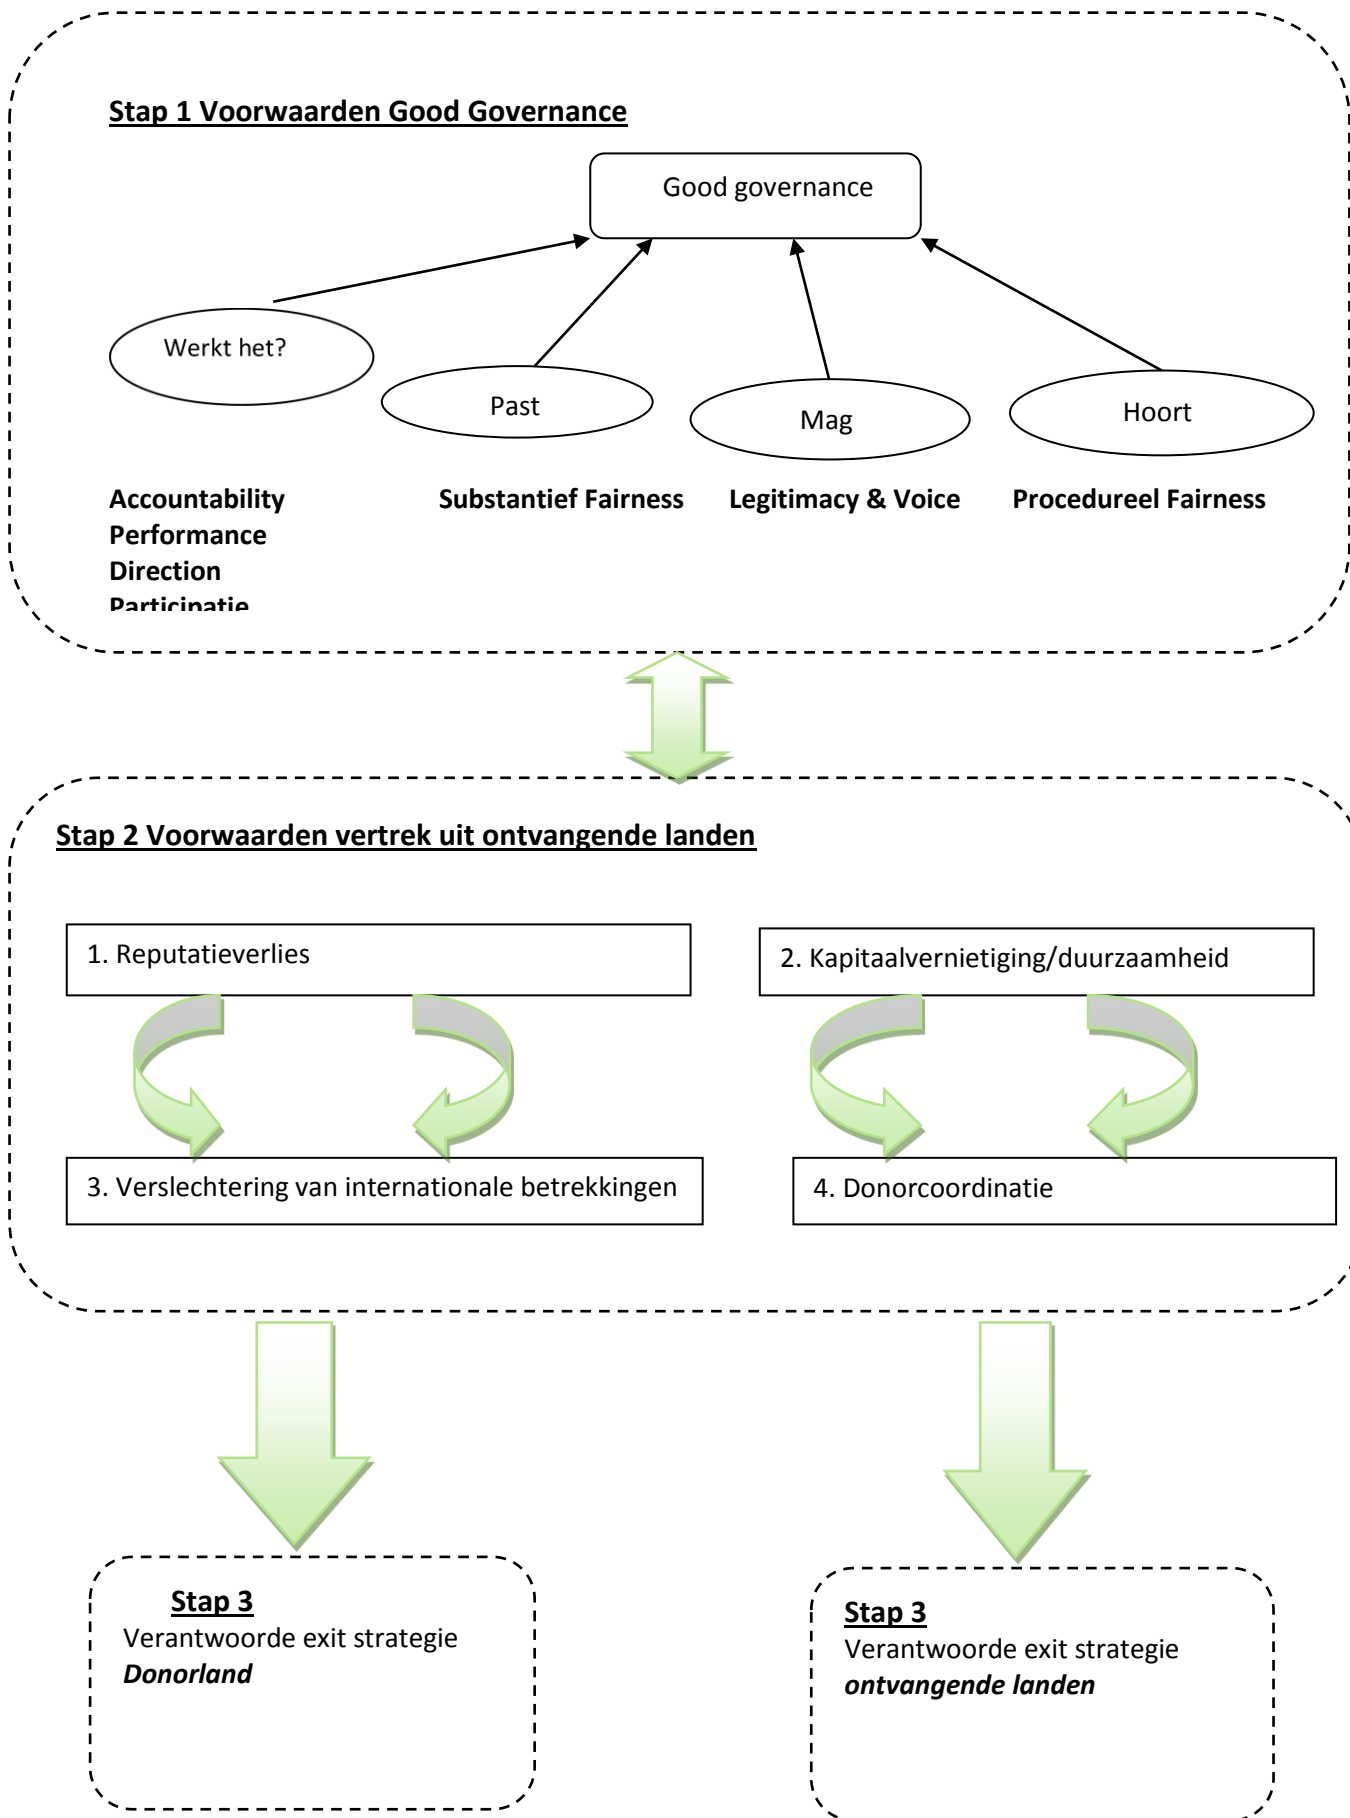 Stap 1 Voorwaarden Good Governance
Good governance
Werkt het?
Past
Mag
Hoort
Accountability
Performance
Direction
Participatie
Substantief Fairness
Legitimacy & Voice
Procedureel Fairness
Stap 2 Voorwaarden vertrek uit ontvangende landen
1. Reputatieverlies
2. Kapitaalvernietiging/duurzaamheid
3. Verslechtering van internationale betrekkingen
4. Donorcoordinatie
Stap 3
Verantwoorde exit strategie
Donorland
Stap 3
Verantwoorde exit strategie
ontvangende landen